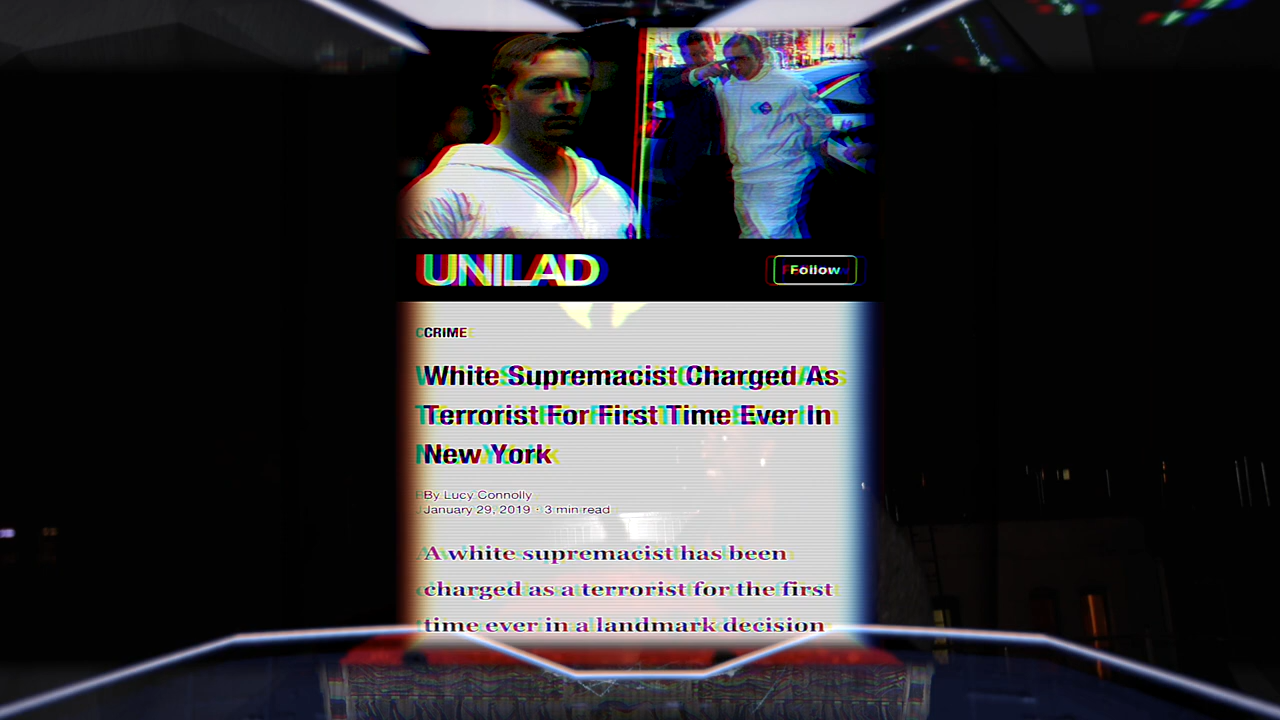 UNILAD
Follow
CRIME
White Supremacist Charged As
Terrorist For First Time Ever In
New York
By Lucy Connolly
January 29, 2019 · 3 min read
A white supremacist has been
charged as a terrorist for the first
time ever in a landmark decision